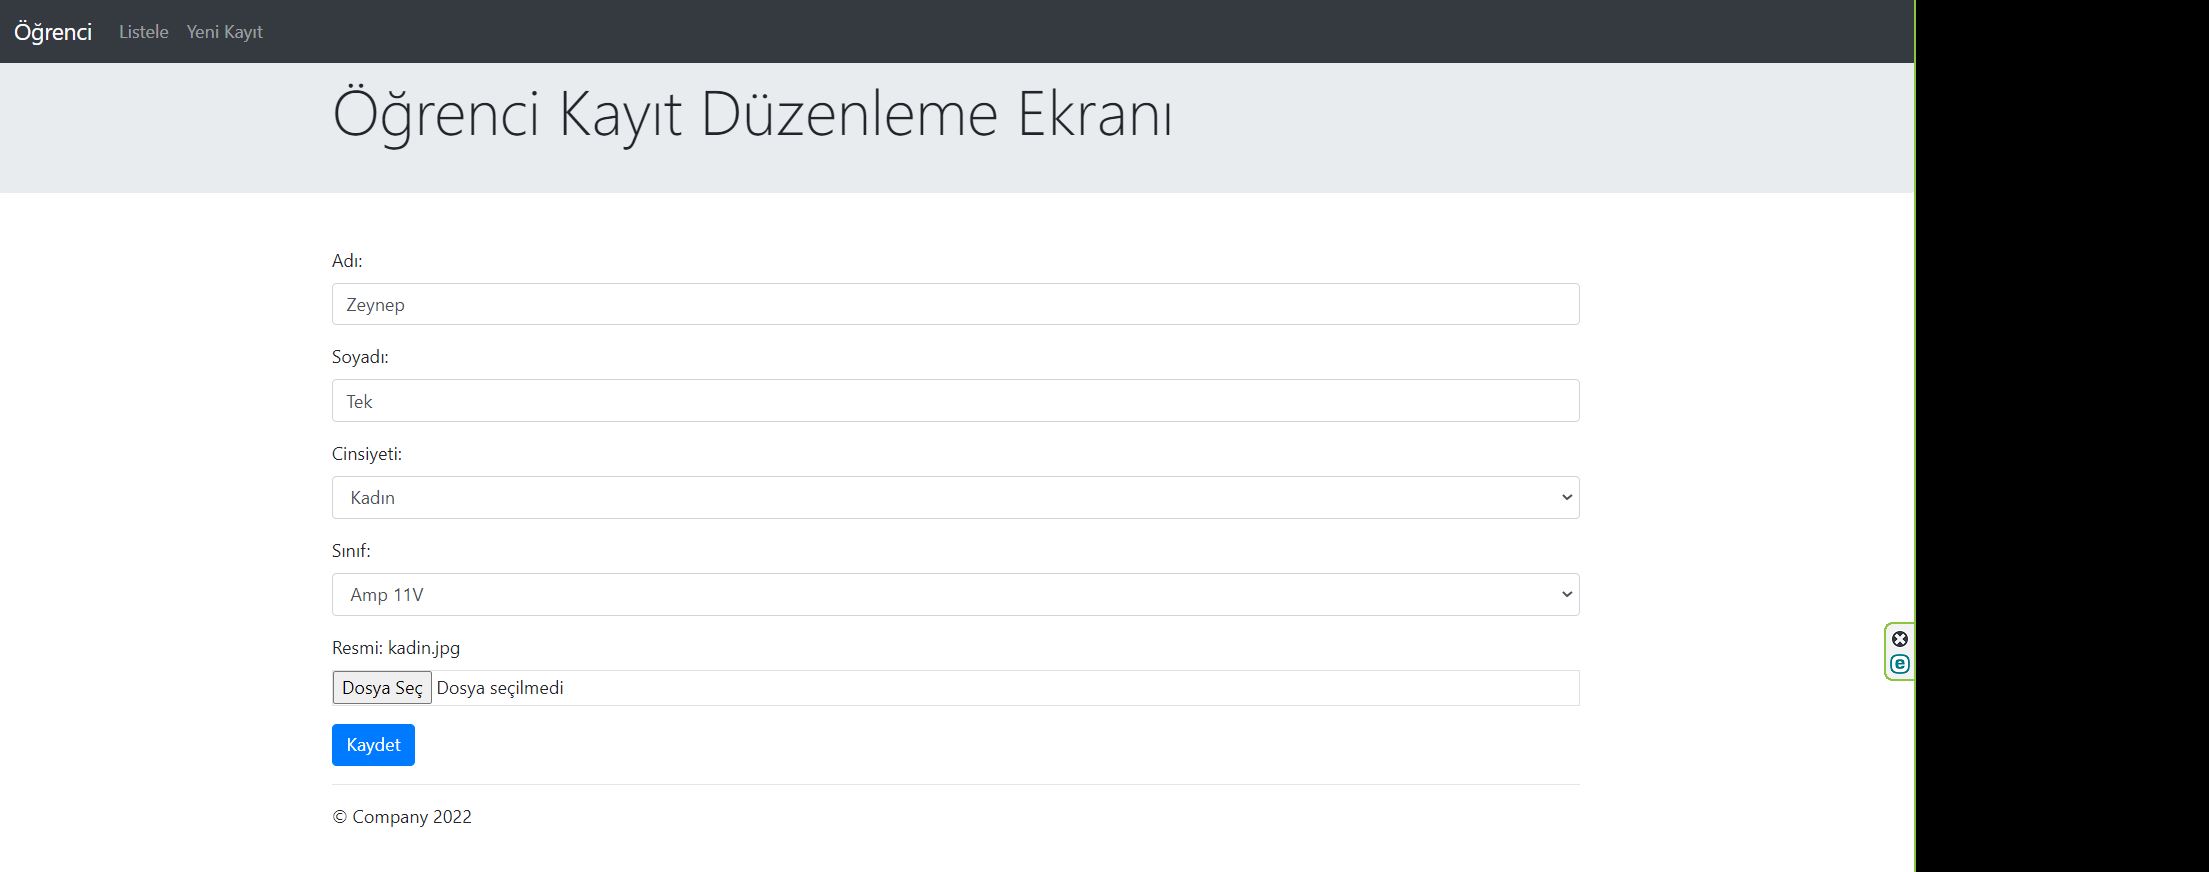 Öğrenci Listele Yeni Kayıt
Öğrenci Kayıt Düzenleme Ekranı
Adı:
Zeynep
Soyadı:
Tek
Cinsiyeti:
Kadın
Sınıf:
Amp 11V
Resmi: kadin.jpg
Dosya Seç Dosya seçilmedi
Kaydet
© Company 2022
e